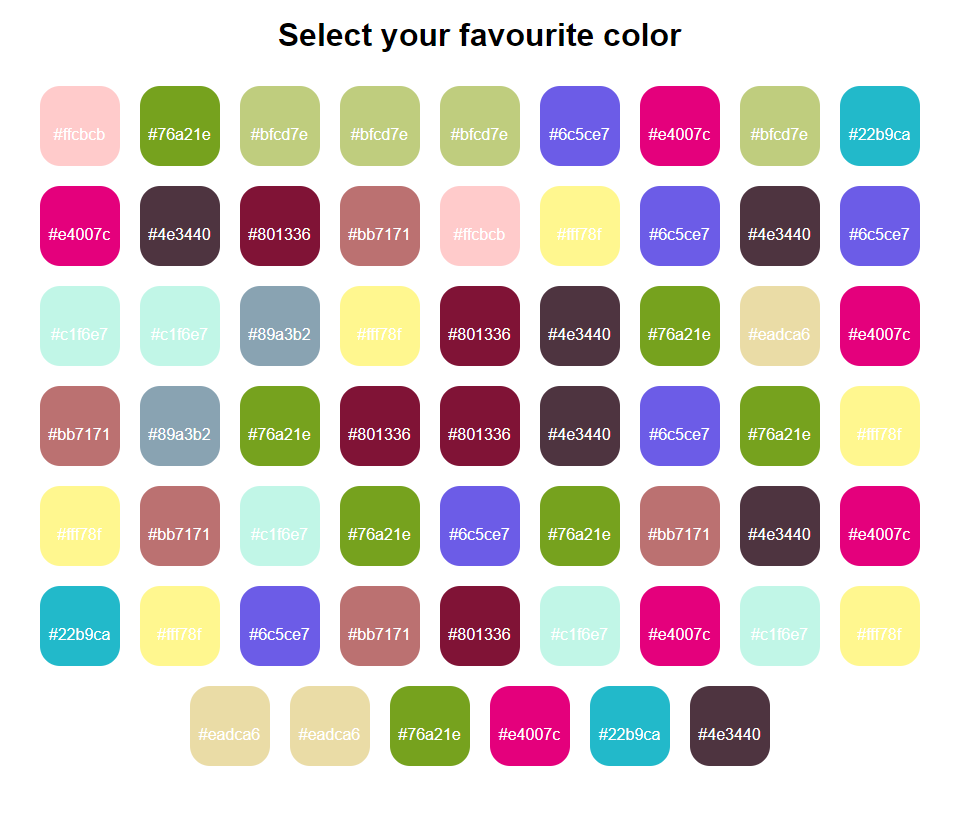 Select your favourite color
#ffcbcb #76a21e #bfcd7e #bfcd7e #bfcd7e #6c5ce7 #e4007c #bfcd7e #22b9ca
#e4007c #4e3440 #801336 #bb7171 #ffcbcb #fff78f #6c5ce7 #4e3440 #6c5ce7
#c1f6e7 #c1f6e7 #89a3b2 #fff78f #801336 #4e3440 #76a21e #eadca6 #e4007c
#bb7171 #89a3b2 #76a21e #801336 #801336 #4e3440 #6c5ce7 #76a21e #fff78f
#fff78f #bb7171 #c1f6e7 #76a21e #6c5ce7 #76a21e #bb7171 #4e3440 #e4007c
#22b9ca #fff78f #6c5ce7 #bb7171 #801336 #c1f6e7 #e4007c #c1f6e7 #fff78f
#eadca6 #eadca6 #76a21e #e4007c #22b9ca #4e3440